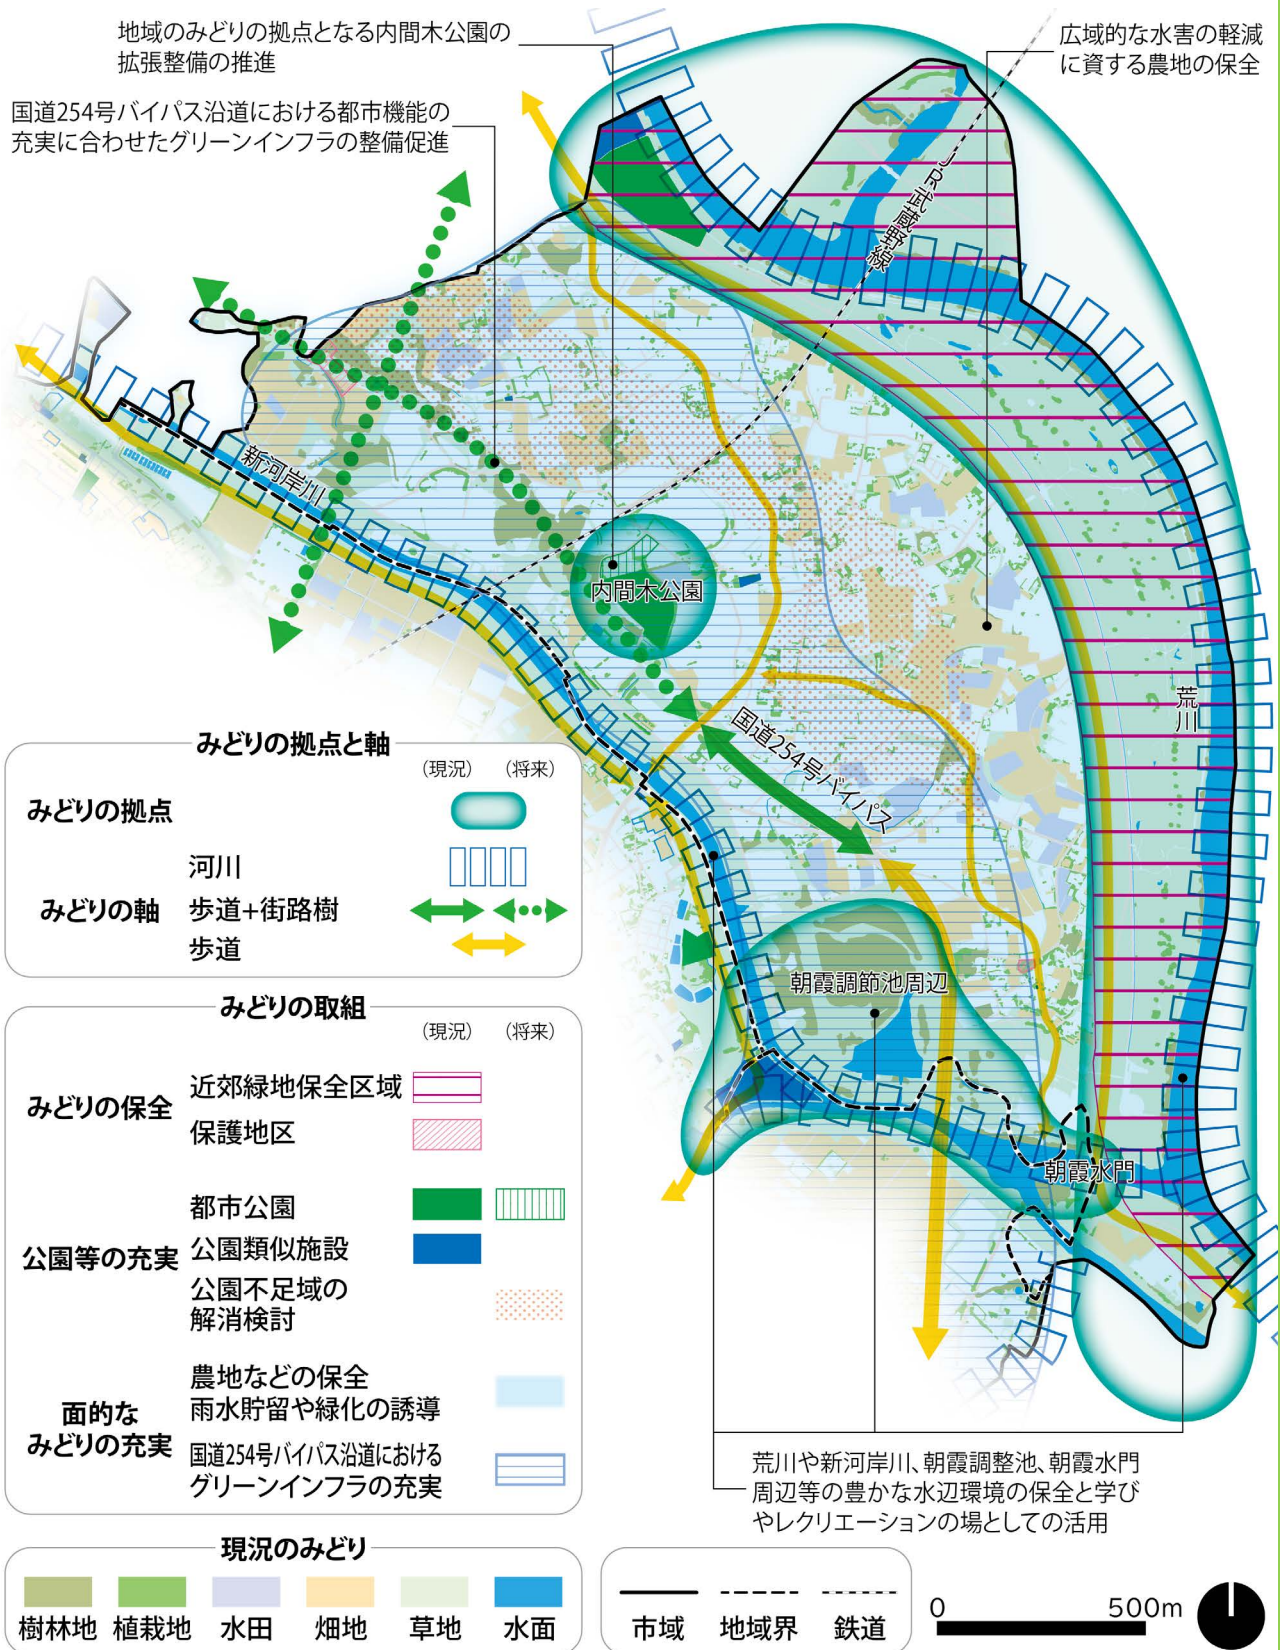 地域のみどりの拠点となる内間木公園の
拡張整備の推進
広域的な水害の軽減
に資する農地の保全
国道254号バイパス沿道における都市機能の
充実に合わせたグリーンインフラの整備促進
JR武蔵野線
新河岸川
内間木公園
荒川
国道254号バイパス
朝霞調節池周辺
朝霞水門
みどりの拠点と軸
(現況) (将来)
みどりの拠点
河川
みどりの軸 歩道+街路樹
歩道
みどりの取組
(現況) (将来)
近郊緑地保全区域
みどりの保全
保護地区
都市公園
公園等の充実 公園類似施設
公園不足域の
解消検討
農地などの保全
雨水貯留や緑化の誘導
面的な
みどりの充実
国道254号バイパス沿道における
グリーンインフラの充実
荒川や新河岸川、朝霞調整池、朝霞水門
周辺等の豊かな水辺環境の保全と学び
やレクリエーションの場としての活用
現況のみどり
樹林地 植栽地 水田 畑地 草地 水面
市域 地域界 鉄道
0 500m